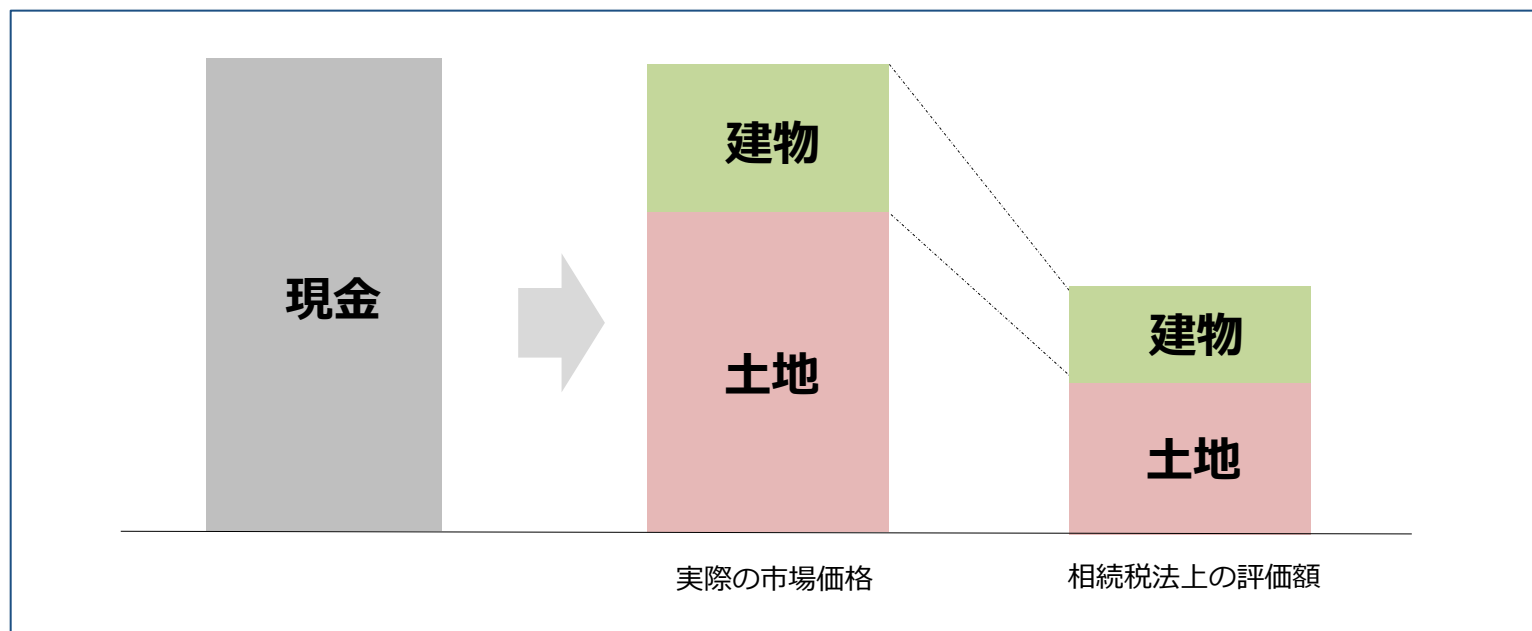 現金
建物
土地
建物
土地
実際の市場価格
相続税法上の評価額